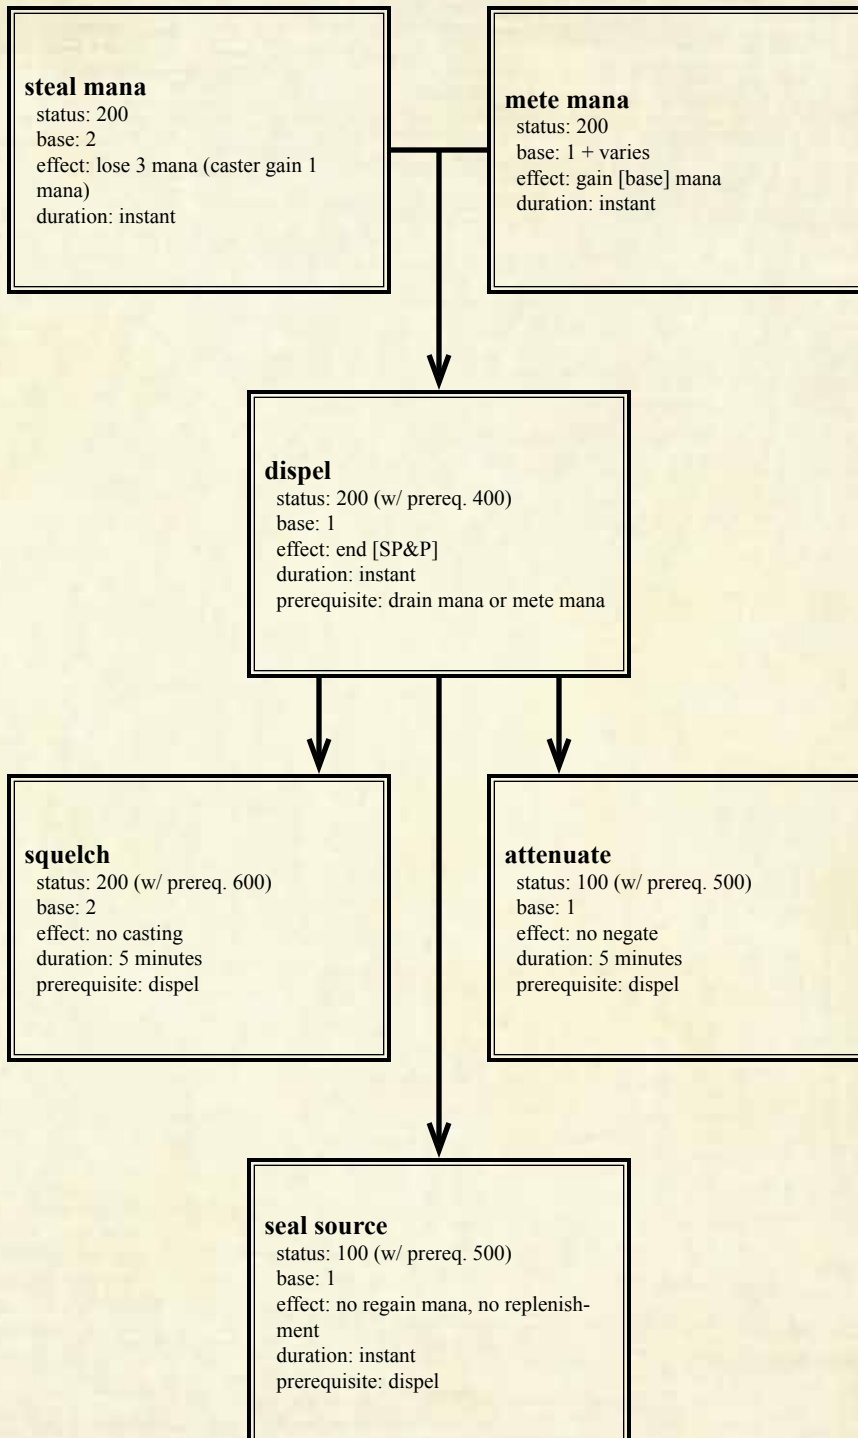 steal mana
status: 200
base: 2
effect: lose 3 mana (caster gain 1
mana)
duration: instant
mete mana
status: 200
base: 1 + varies
effect: gain [base] mana
duration: instant
dispel
status: 200 (w/ prereq. 400)
base: 1
effect: end [SP&P]
duration: instant
prerequisite: drain mana or mete mana
squelch
status: 200 (w/ prereq. 600)
base: 2
effect: no casting
duration: 5 minutes
prerequisite: dispel
attenuate
status: 100 (w/ prereq. 500)
base: 1
effect: no negate
duration: 5 minutes
prerequisite: dispel
seal source
status: 100 (w/ prereq. 500)
base: 1
effect: no regain mana, no replenish-
ment
duration: instant
prerequisite: dispel